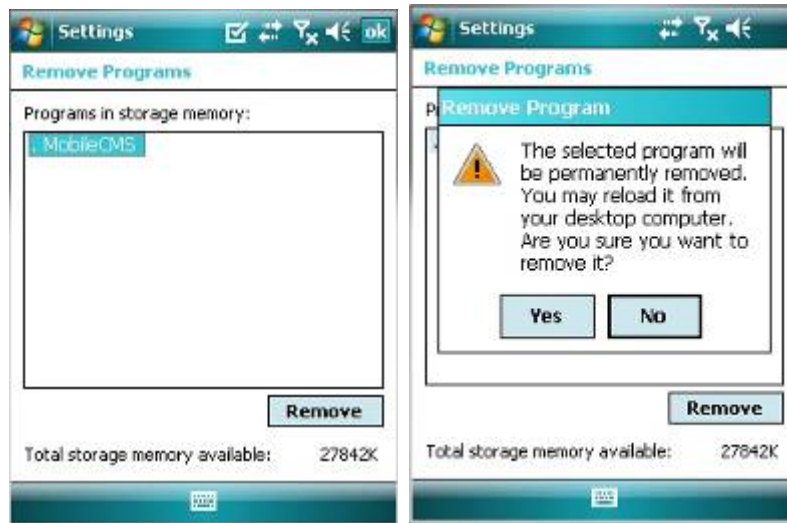 Settings
ok
Remove Programs
Programs in storage memory:
. MobileCMS
Remove
Total storage memory available: 27842K
Settings
Remove Programs
P
Remove Program
The selected program will
be permanently removed.
You may reload it from
your desktop computer.
Are you sure you want to
remove it?
Yes No
Remove
Total storage memory available: 27842K